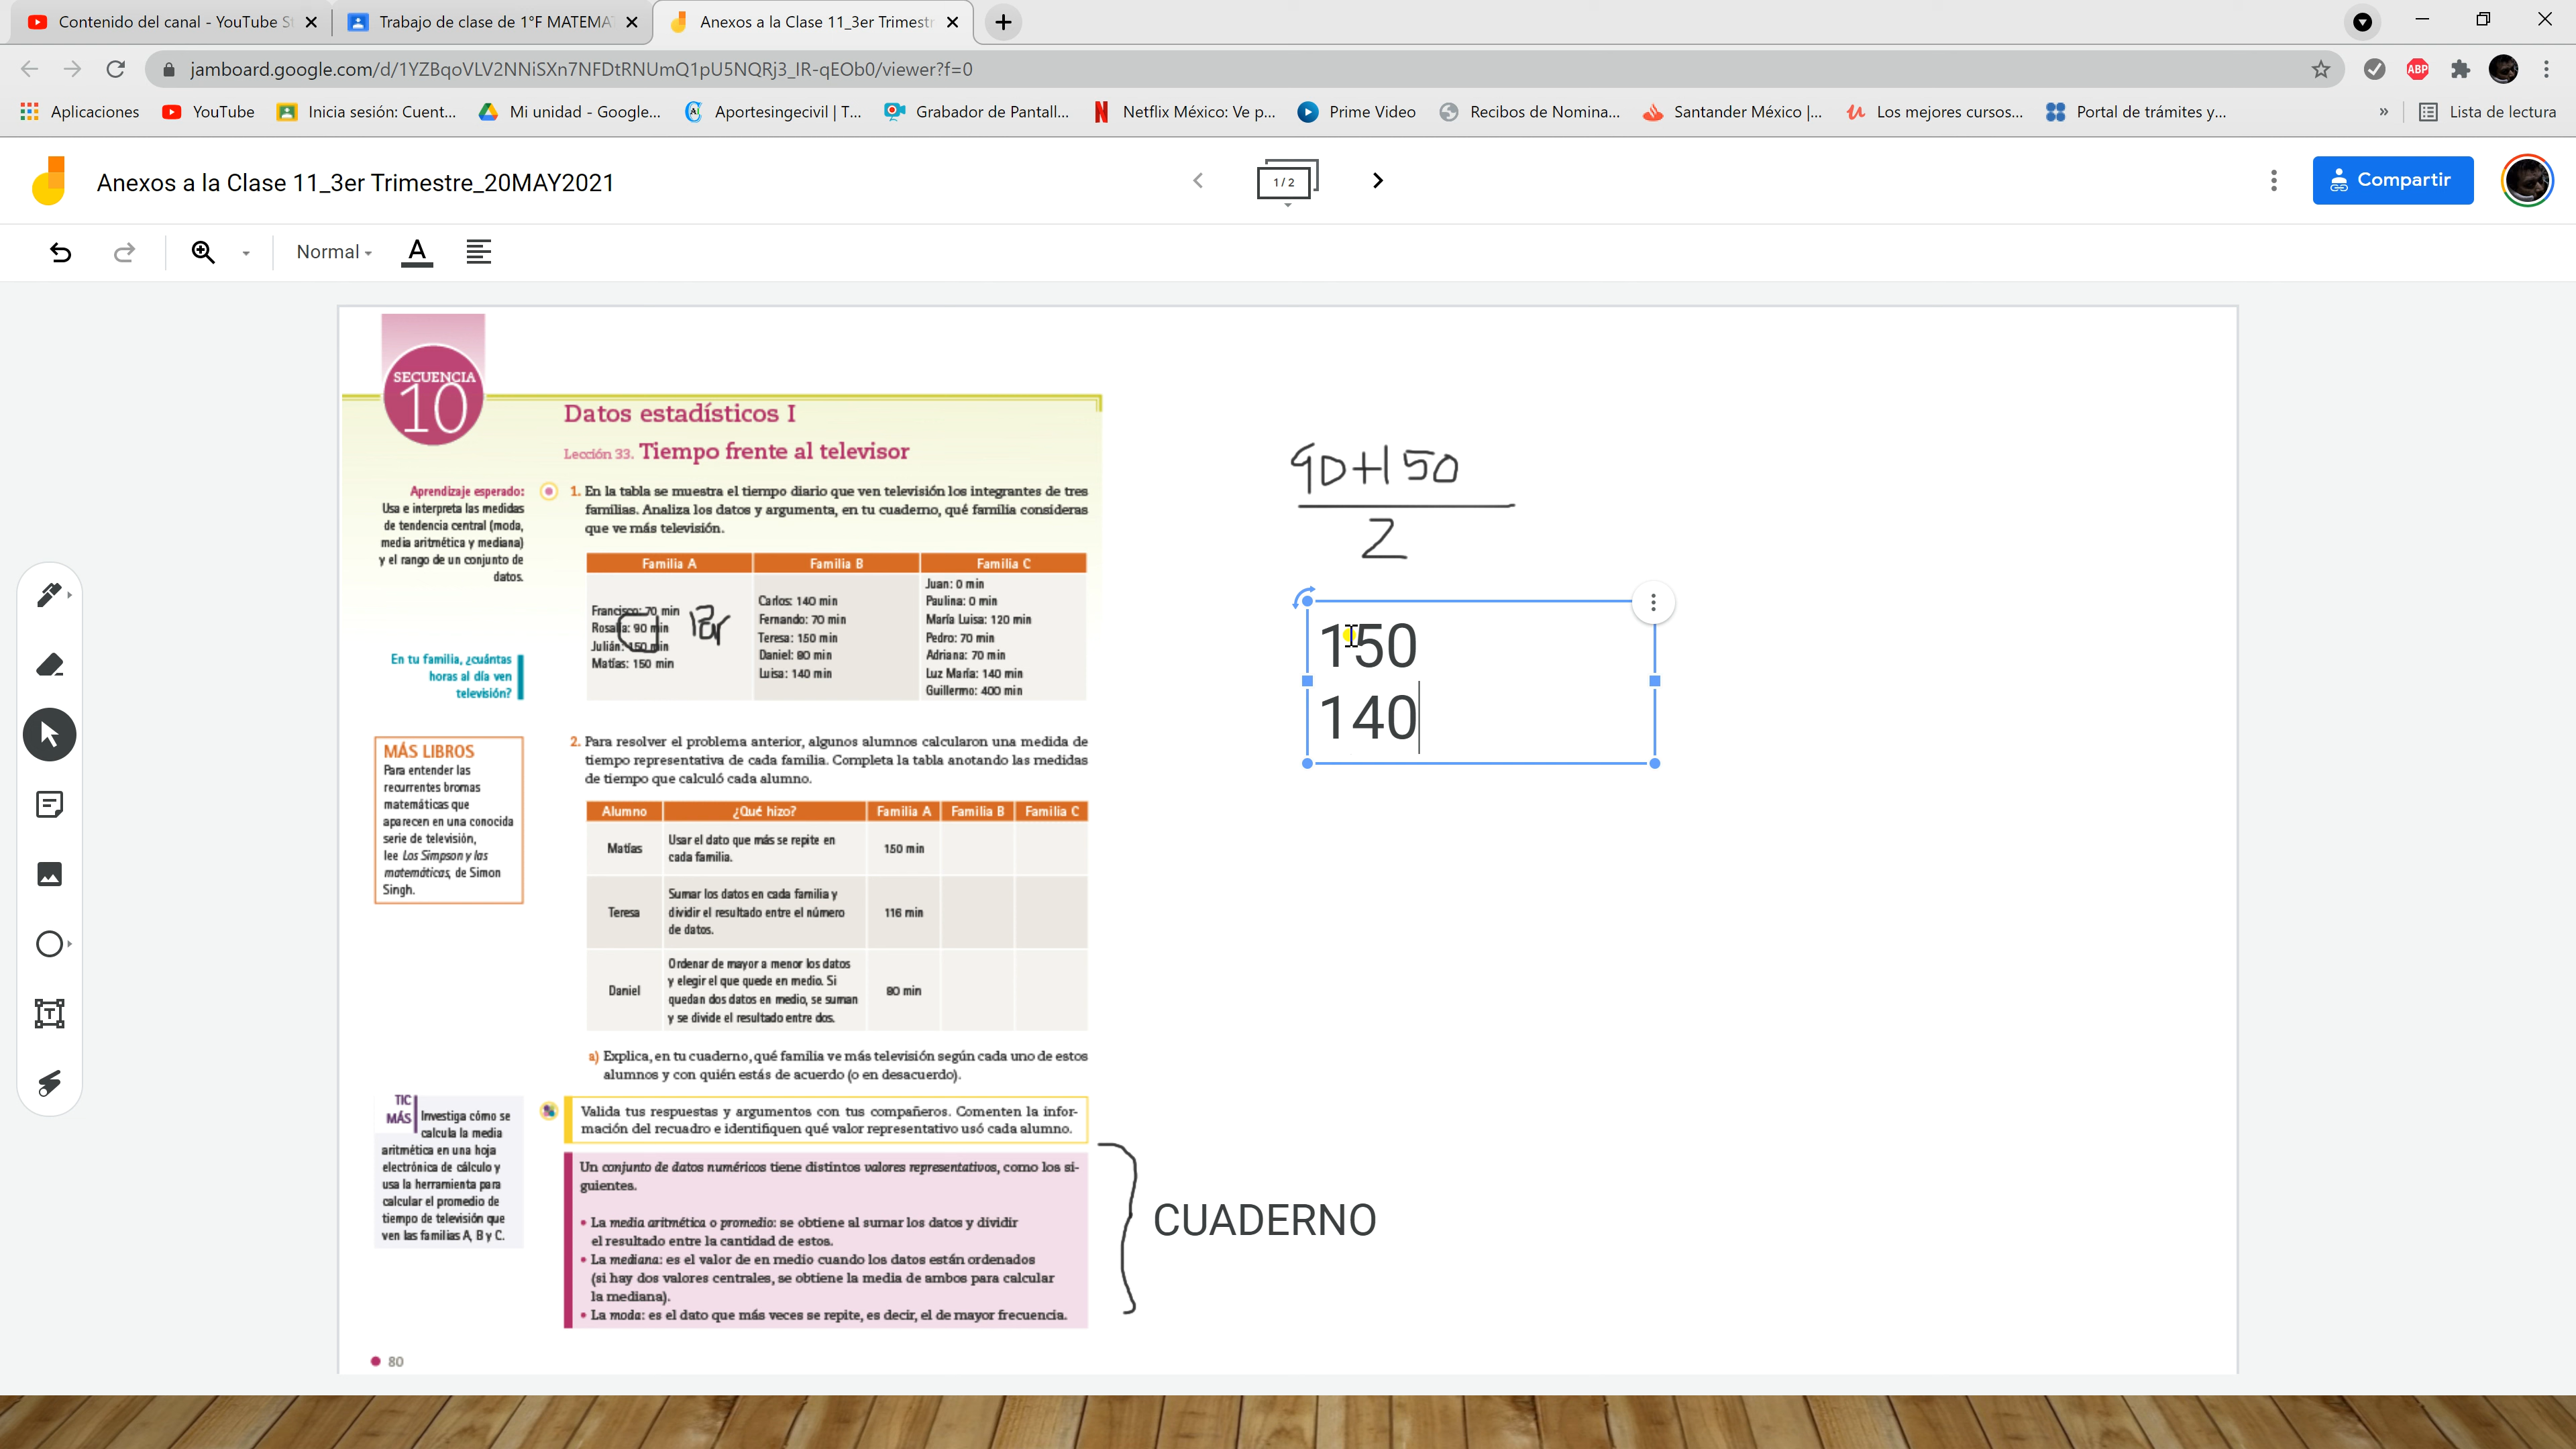 Contenido del canal - YouTube St
Trabajo de clase de 1°F MATEMAT
Anexos a la Clase 11_3er Trimestr
jamboard.google.com/d/1YZBqoVLV2NNiSXn7NFDtRNUmQ1pU5NQRj3_IR-qEOb0/viewer?f=0
ABP
Aplicaciones
YouTube
Inicia sesión: Cuent...
Mi unidad - Google...
Aportesingecivil | T...
Grabador de Pantall...
Netflix México: Ve p...
Prime Video
Recibos de Nomina...
Santander México |...
Los mejores cursos...
Portal de trámites y...
»
Lista de lectura
Anexos a la Clase 11_3er Trimestre_20MAY2021
1 / 2
Compartir
Normal
SECUENCIA
10
Datos estadísticos I
Lección 33. Tiempo frente al televisor
Aprendizaje esperado:
Usa e interpreta las medidas
de tendencia central (moda,
media aritmética y mediana)
y el rango de un conjunto de
datos.
1. En la tabla se muestra el tiempo diario que ven televisión los integrantes de tres
familias. Analiza los datos y argumenta, en tu cuaderno, qué familia consideras
que ve más televisión.
Familia A
Francisco: 70 min
Rosalía: 90 min
Julián: 150 min
Matías: 150 min
Par
Familia B
Carlos: 140 min
Fernando: 70 min
Teresa: 150 min
Daniel: 80 min
Luisa: 140 min
Familia C
Juan: 0 min
Paulina: 0 min
María Luisa: 120 min
Pedro: 70 min
Adriana: 70 min
Luz María: 140 min
Guillermo: 400 min
En tu familia, ¿cuántas
horas al día ven
televisión?
MÁS LIBROS
Para entender las
recurrentes bromas
matemáticas que
aparecen en una conocida
serie de televisión,
lee Los Simpson y las
matemáticas, de Simon
Singh.
2. Para resolver el problema anterior, algunos alumnos calcularon una medida de
tiempo representativa de cada familia. Completa la tabla anotando las medidas
de tiempo que calculó cada alumno.
Alumno ¿Qué hizo? Familia A Familia B Familia C
Matías
Usar el dato que más se repite en
cada familia.
150 min
Teresa
Sumar los datos en cada familia y
dividir el resultado entre el número
de datos.
116 min
Daniel
Ordenar de mayor a menor los datos
y elegir el que quede en medio. Si
quedan dos datos en medio, se suman
y se divide el resultado entre dos.
80 min
a) Explica, en tu cuaderno, qué familia ve más televisión según cada uno de estos
alumnos y con quién estás de acuerdo (o en desacuerdo).
TIC
MÁS
Investiga cómo se
calcula la media
aritmética en una hoja
electrónica de cálculo y
usa la herramienta para
calcular el promedio de
tiempo de televisión que
ven las familias A, B y C.
Valida tus respuestas y argumentos con tus compañeros. Comenten la infor-
mación del recuadro e identifiquen qué valor representativo usó cada alumno.
Un conjunto de datos numéricos tiene distintos valores representativos, como los si-
guientes.
• La media aritmética o promedio: se obtiene al sumar los datos y dividir
el resultado entre la cantidad de estos.
• La mediana: es el valor de en medio cuando los datos están ordenados
(si hay dos valores centrales, se obtiene la media de ambos para calcular
la mediana).
• La moda: es el dato que más veces se repite, es decir, el de mayor frecuencia.
80
90+150
2
150
140
CUADERNO